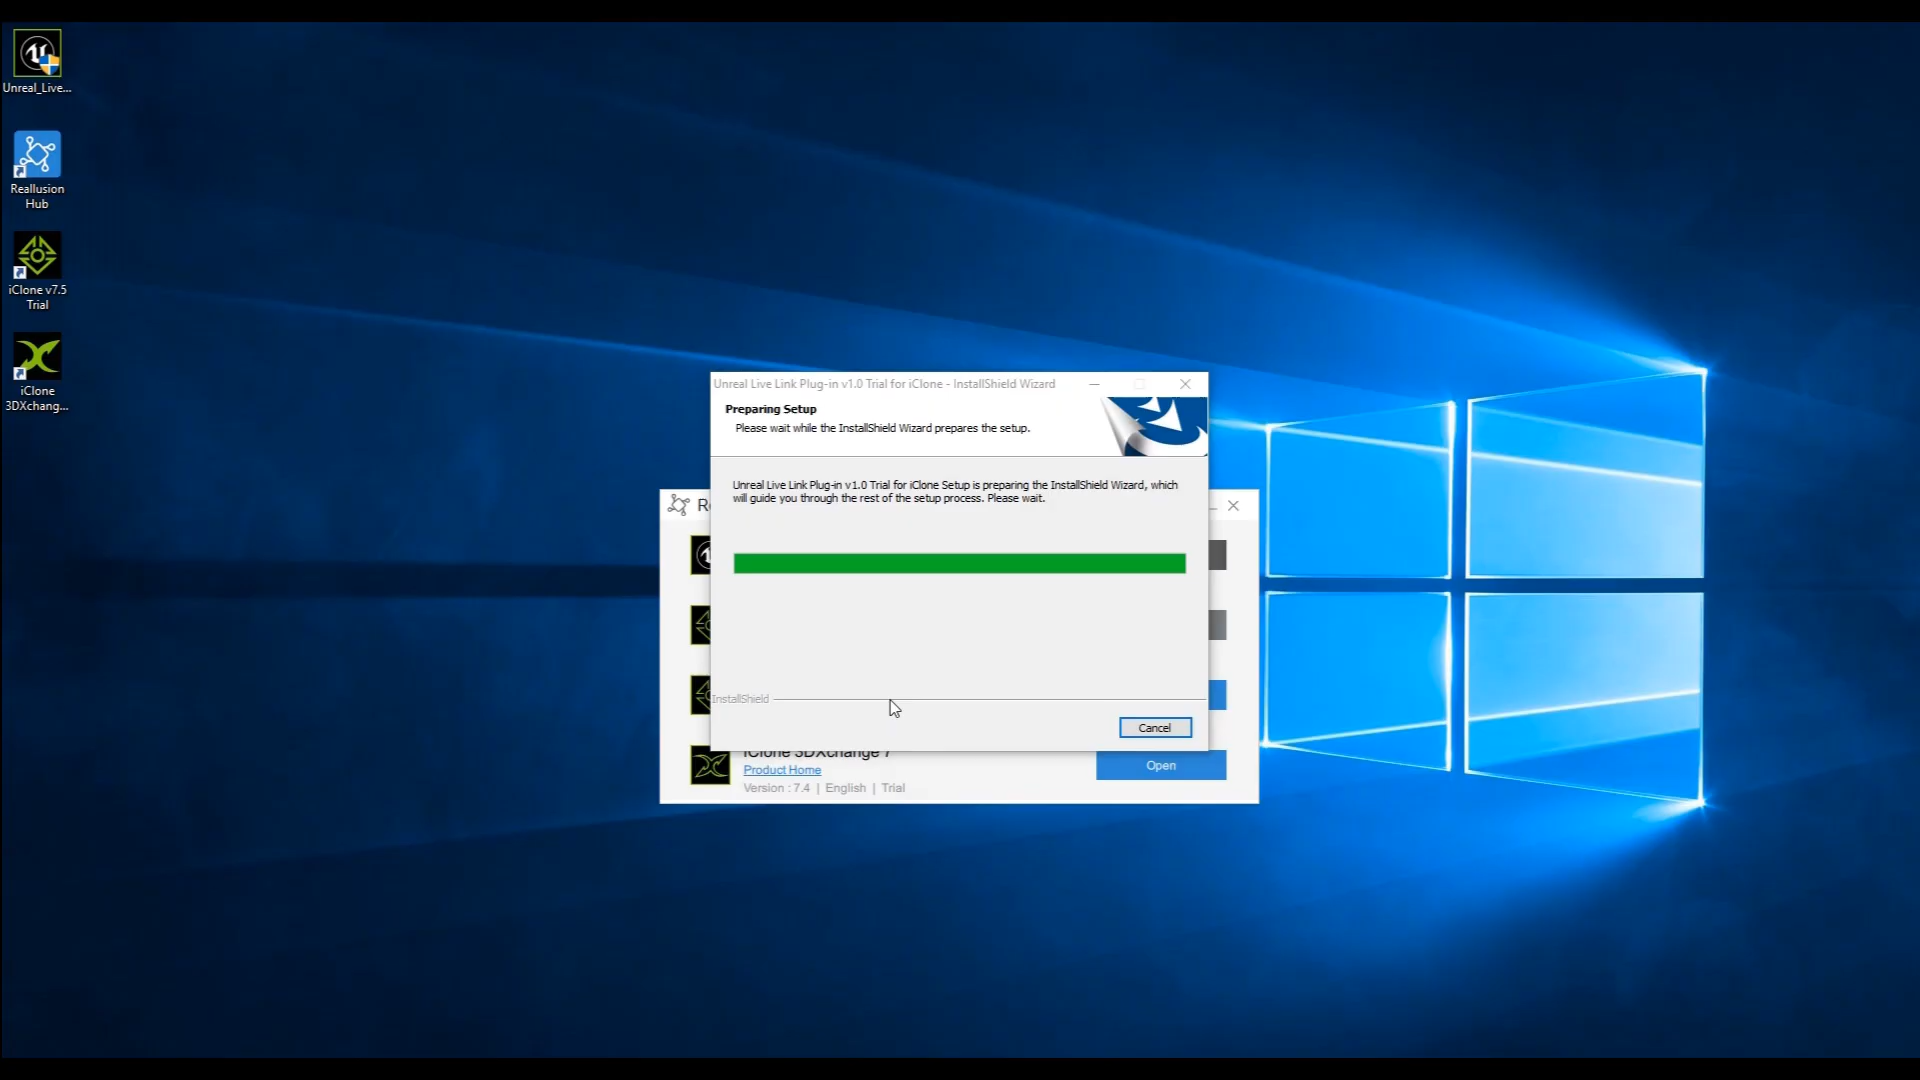 Unreal_Live...
Reallusion
Hub
iClone v7.5
Trial
iClone
3DXchang...
Unreal Live Link Plug-in v1.0 Trial for iClone - InstallShield Wizard
Preparing Setup
Please wait while the InstallShield Wizard prepares the setup.
Unreal Live Link Plug-in v1.0 Trial for iClone Setup is preparing the InstallShield Wizard, which
will guide you through the rest of the setup process. Please wait.
InstallShield
Cancel
iClone 3DXchange 7
Product Home
Version : 7.4 | English | Trial
Open